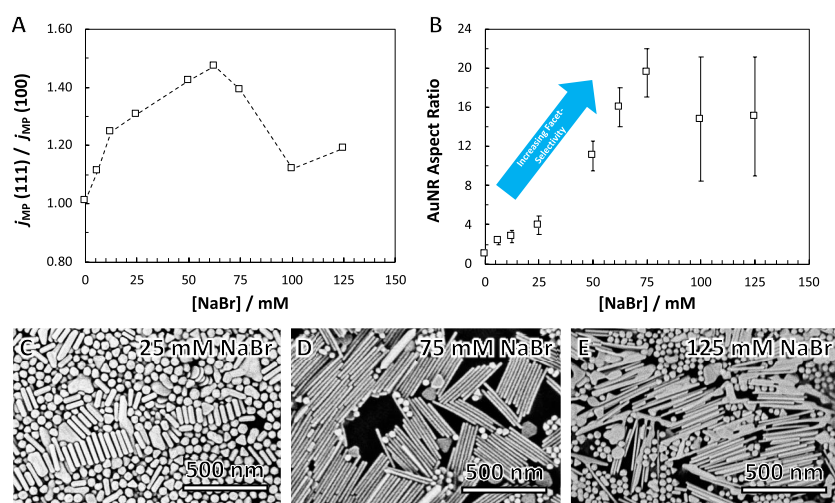 A
1.60
1.40
1.20
1.00
0.80
jMP (111) / jMP (100)
0
25
50
75
100
125
150
[NaBr] / mM
B
24
20
16
12
8
4
0
AuNR Aspect Ratio
Increasing Facet-
Selectivity
0
25
50
75
100
125
150
[NaBr] / mM
C
25 mM NaBr
500 nm
D
75 mM NaBr
500 nm
E
125 mM NaBr
500 nm